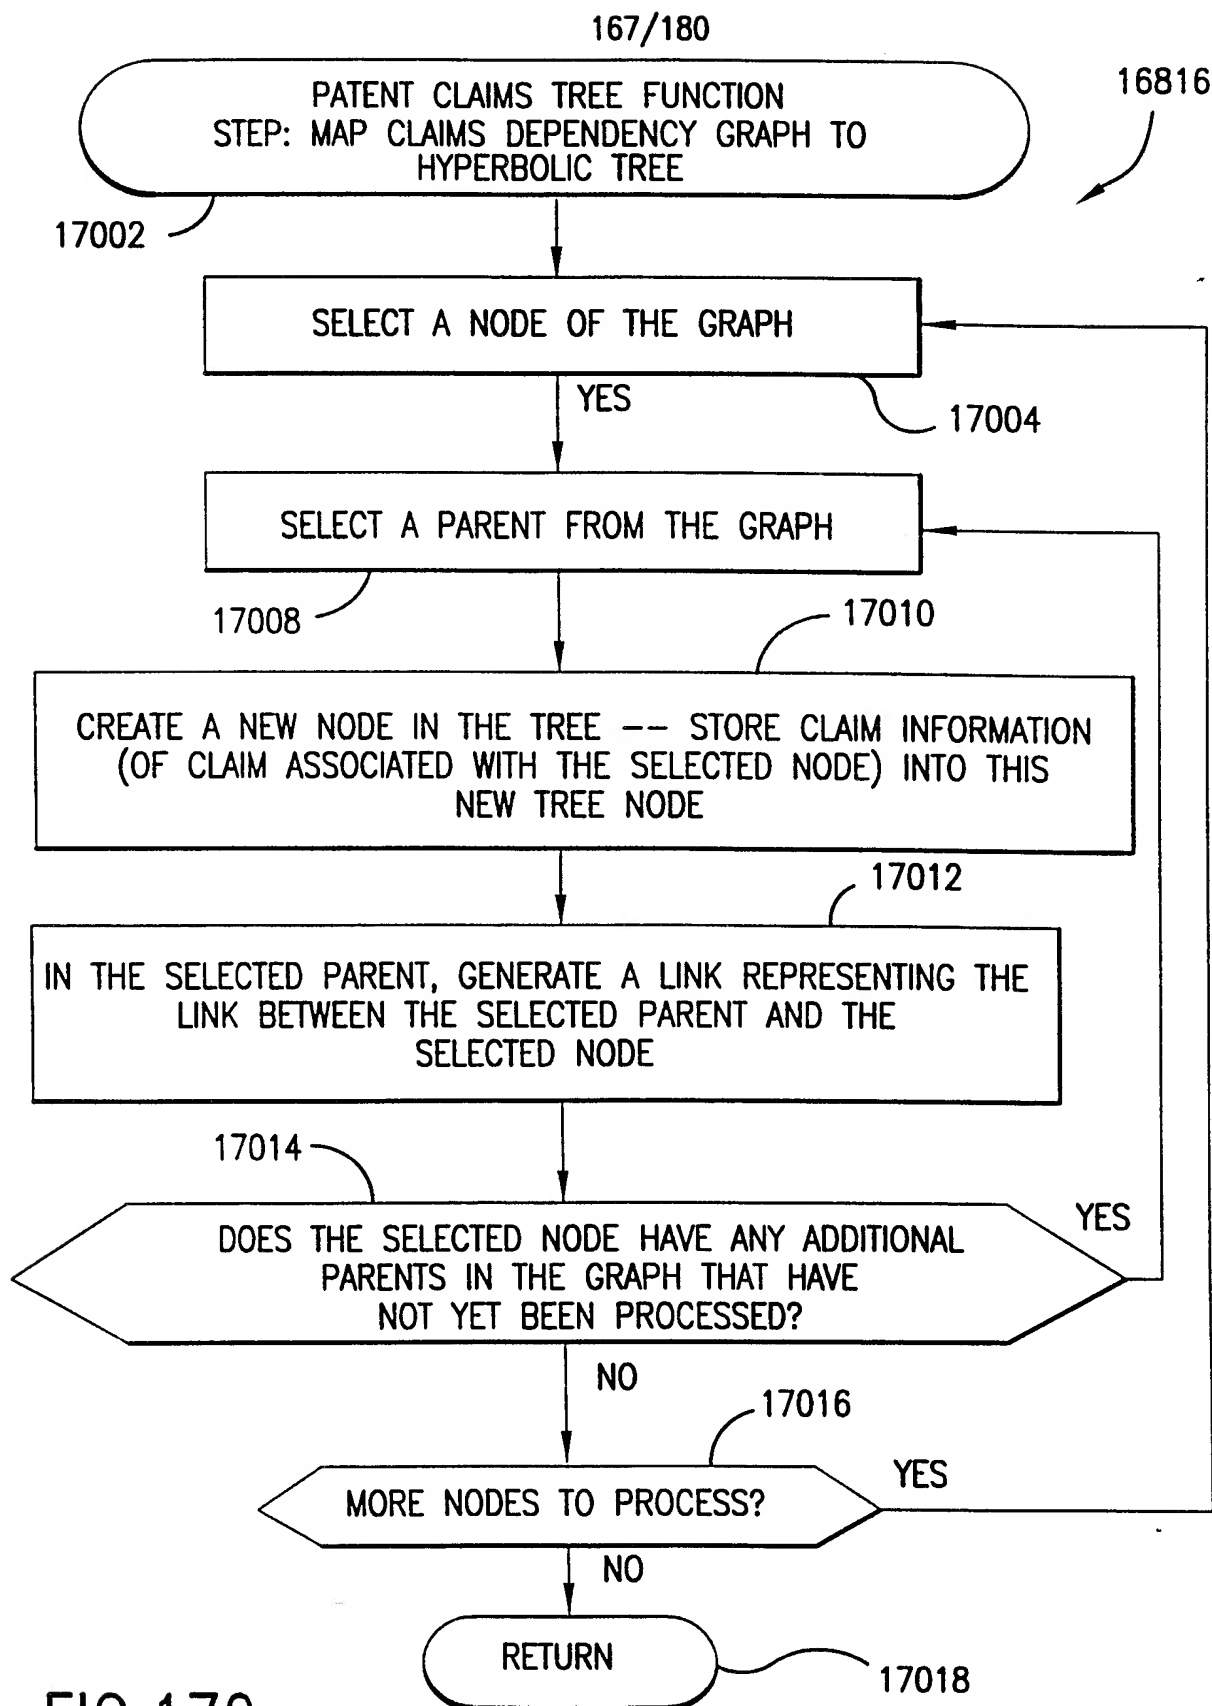 167/180
PATENT CLAIMS TREE FUNCTION
STEP: MAP CLAIMS DEPENDENCY GRAPH TO
HYPERBOLIC TREE
16816
17002
SELECT A NODE OF THE GRAPH
YES
17004
SELECT A PARENT FROM THE GRAPH
17008
17010
CREATE A NEW NODE IN THE TREE -- STORE CLAIM INFORMATION
(OF CLAIM ASSOCIATED WITH THE SELECTED NODE) INTO THIS
NEW TREE NODE
17012
IN THE SELECTED PARENT, GENERATE A LINK REPRESENTING THE
LINK BETWEEN THE SELECTED PARENT AND THE
SELECTED NODE
17014
DOES THE SELECTED NODE HAVE ANY ADDITIONAL
PARENTS IN THE GRAPH THAT HAVE
NOT YET BEEN PROCESSED?
YES
NO
17016
MORE NODES TO PROCESS?
YES
NO
RETURN
17018
FIG. 170